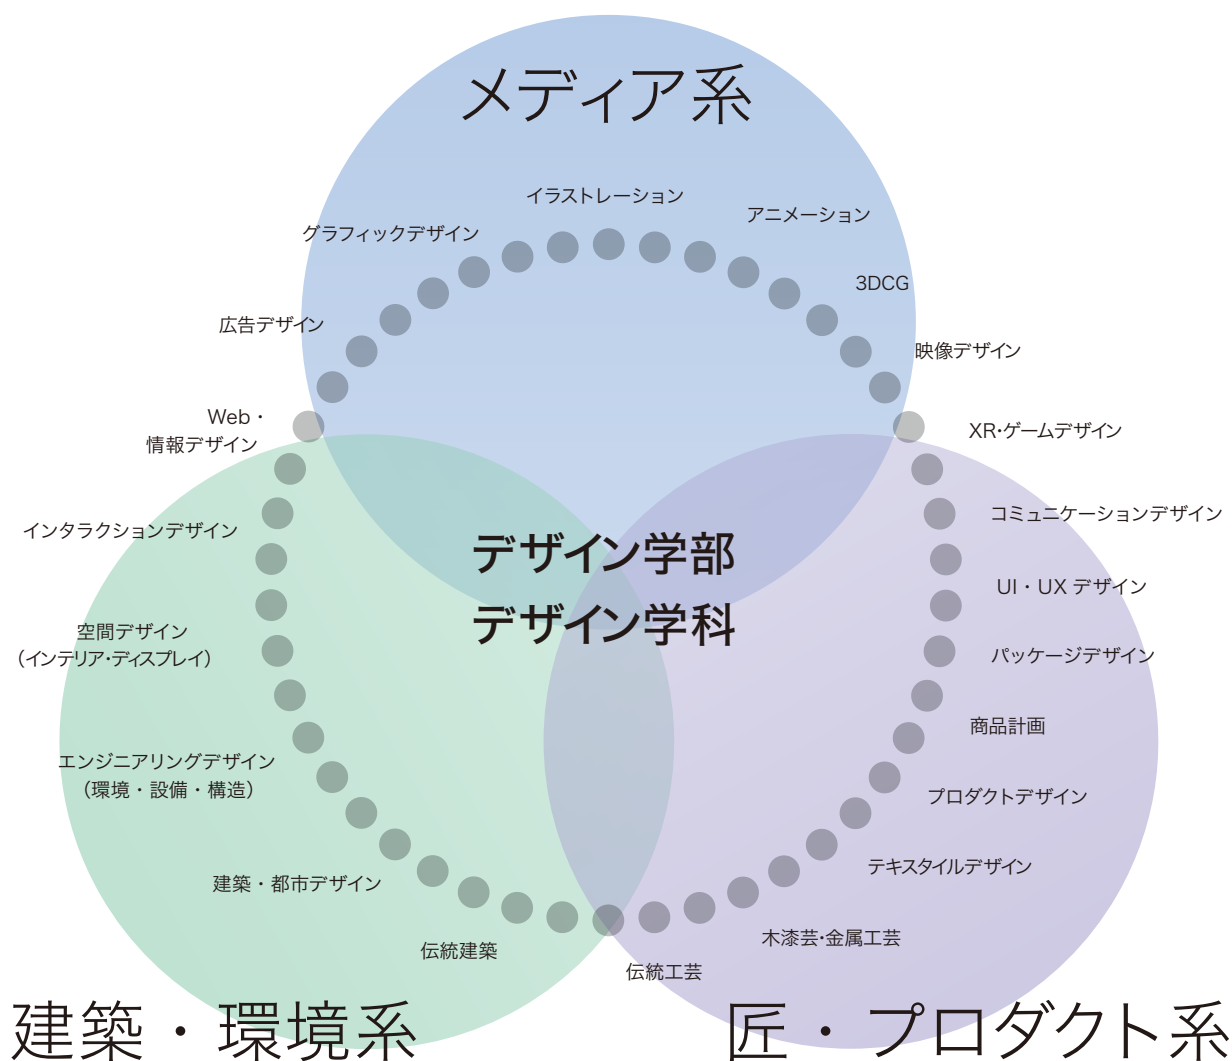 メディア系
イラストレーション
アニメーション
グラフィックデザイン
3DCG
広告デザイン
映像デザイン
Web・
情報デザイン
XR・ゲームデザイン
コミュニケーションデザイン
インタラクションデザイン
デザイン学部
デザイン学科
UI・UX デザイン
空間デザイン
（インテリア・ディスプレイ）
パッケージデザイン
商品計画
エンジニアリングデザイン
（環境・設備・構造）
プロダクトデザイン
テキスタイルデザイン
建築・都市デザイン
木漆芸・金属工芸
伝統建築
伝統工芸
建築・環境系
匠・プロダクト系